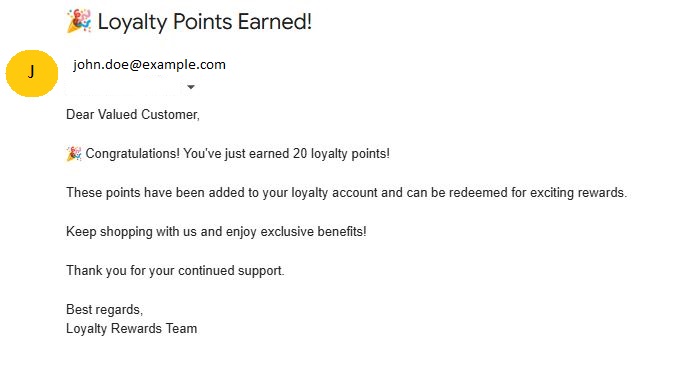 🎉 Loyalty Points Earned!
J
john.doe@example.com
Dear Valued Customer,
🎉 Congratulations! You've just earned 20 loyalty points!
These points have been added to your loyalty account and can be redeemed for exciting rewards.
Keep shopping with us and enjoy exclusive benefits!
Thank you for your continued support.
Best regards,
Loyalty Rewards Team